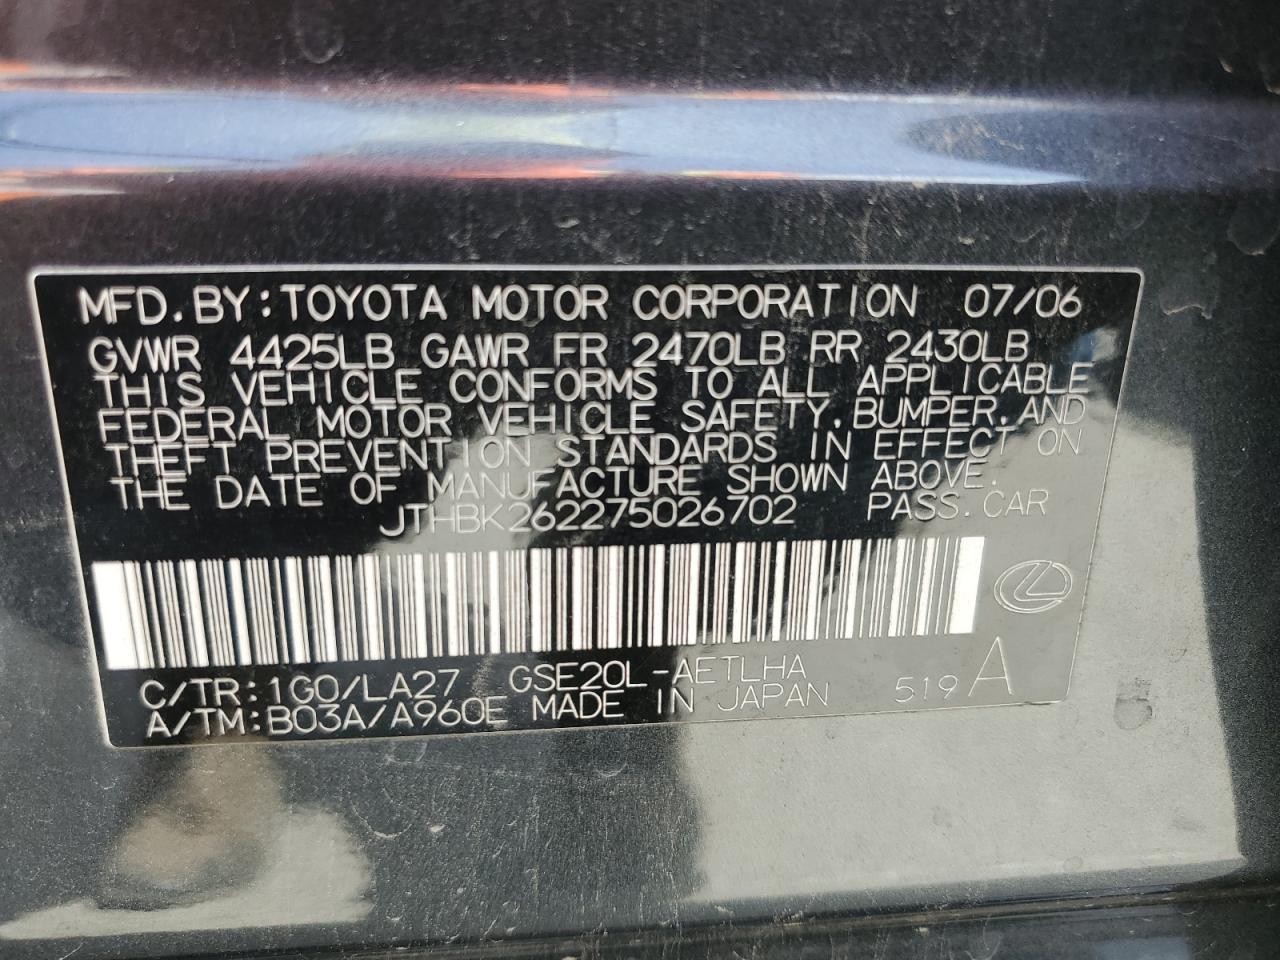 MFD. BY: TOYOTA MOTOR CORPORATION 07/06
GVWR 4425LB GAWR FR 2470LB RR 2430LB
THIS VEHICLE CONFORMS TO ALL APPLICABLE
FEDERAL MOTOR VEHICLE SAFETY, BUMPER, AND
THEFT PREVENTION STANDARDS IN EFFECT ON
THE DATE OF MANUFACTURE SHOWN ABOVE.
JTHBK262275026702 PASS. CAR
C/TR: 1G0/LA27 GSE20L-AETLHA
A/TM: B03A/A960E MADE IN JAPAN 519 A